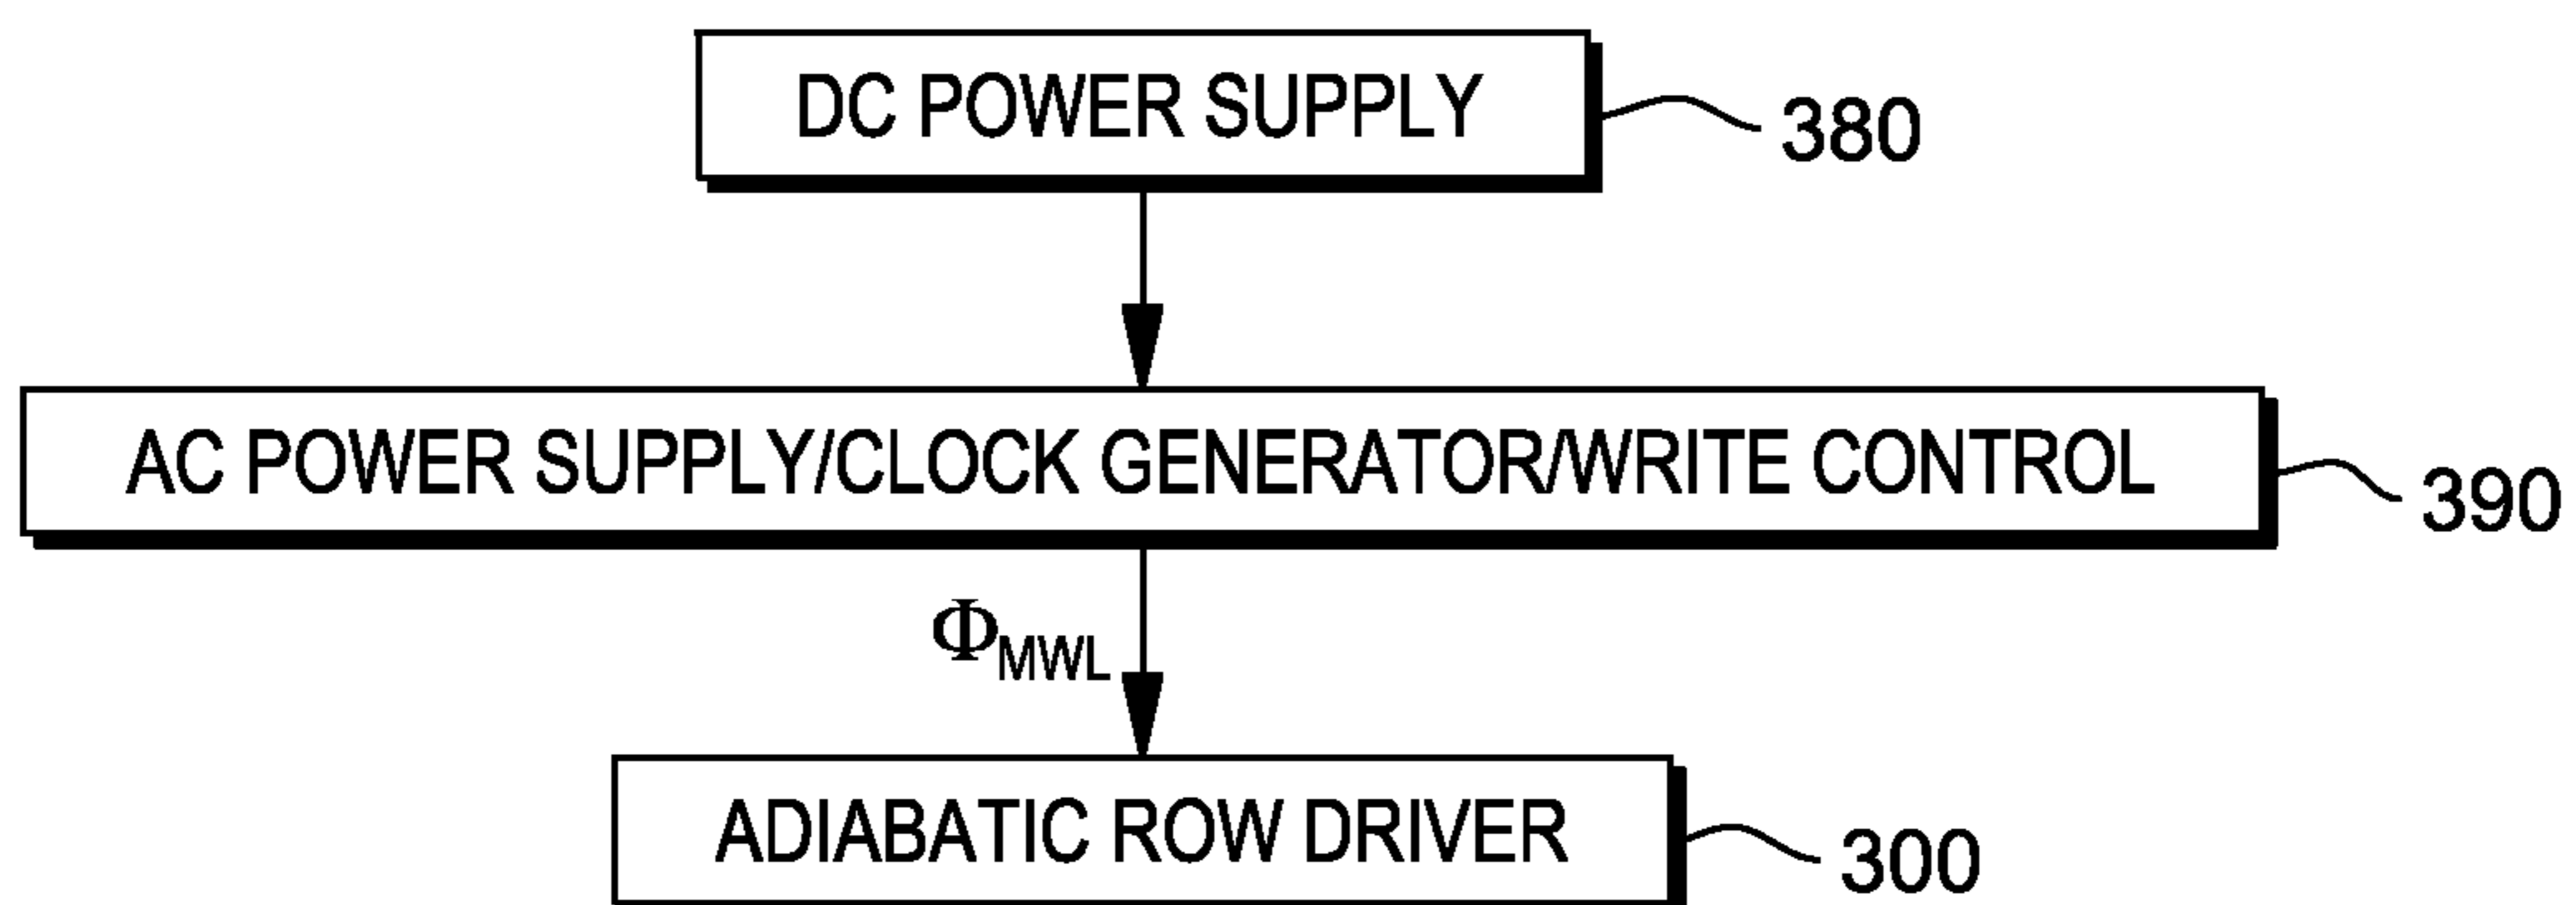 DC POWER SUPPLY
380
AC POWER SUPPLY/CLOCK GENERATOR/WRITE CONTROL
390
ΦMWL
ADIABATIC ROW DRIVER
300